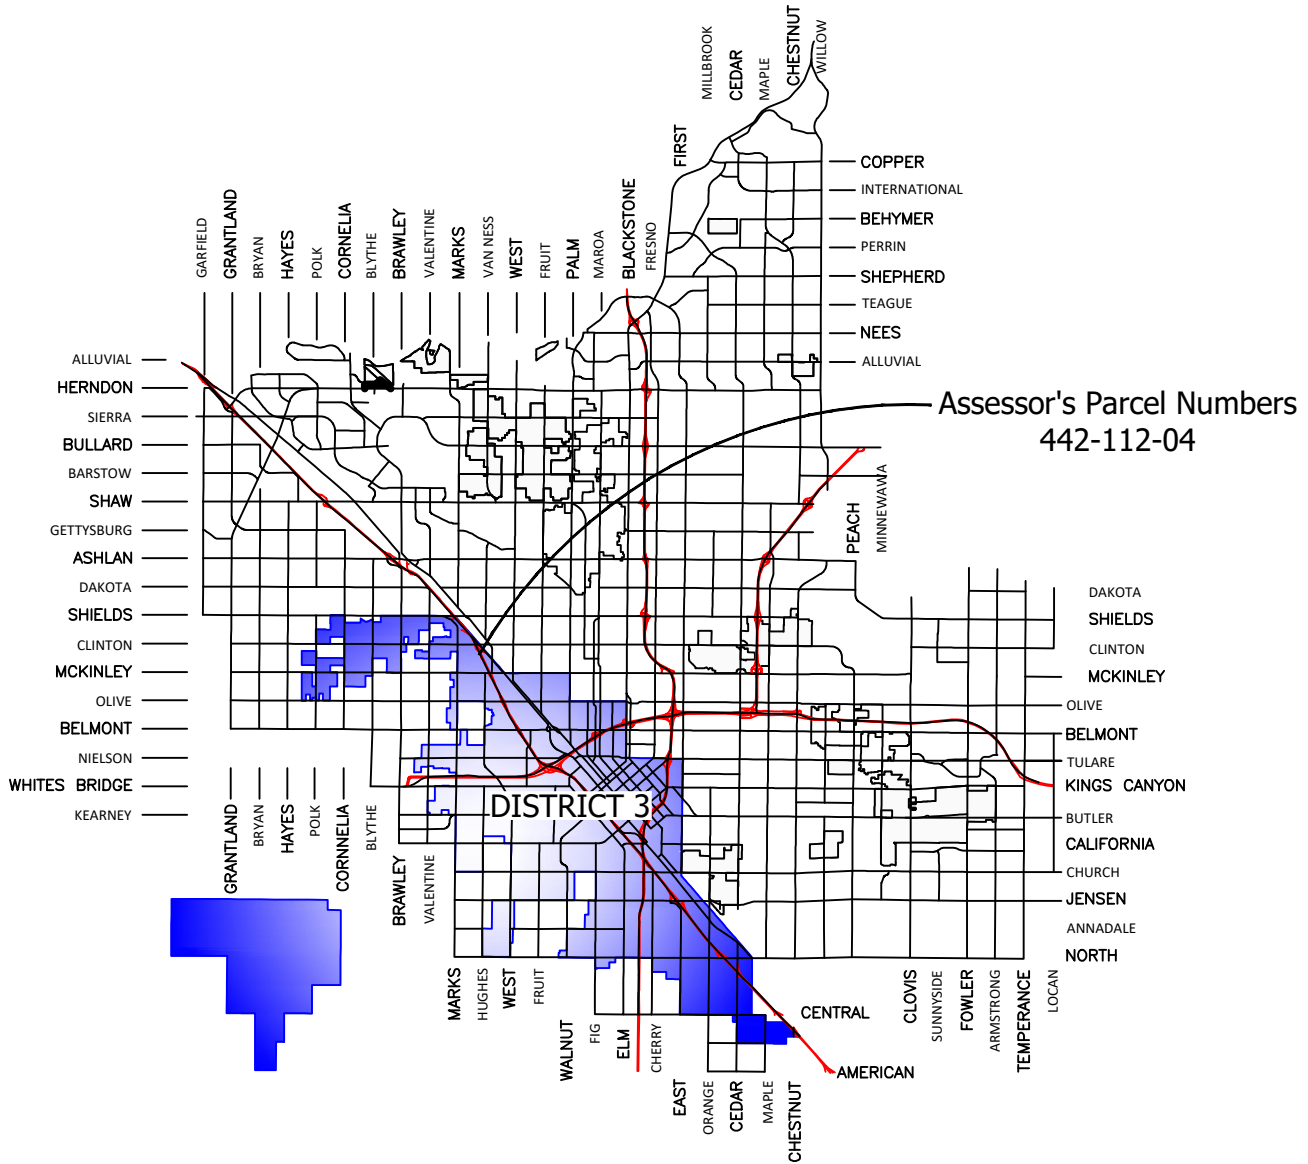 MILLBROOK
CEDAR
MAPLE
CHESTNUT
WILLOW
FIRST
COPPER
INTERNATIONAL
BEHYMER
PERRIN
SHEPHERD
TEAGUE
NEES
ALLUVIAL
GARFIELD
GRANTLAND
BRYAN
HAYES
POLK
CORNELIA
BLYTHE
BRAWLEY
VALENTINE
MARKS
VAN NESS
WEST
FRUIT
PALM
MAROA
BLACKSTONE
FRESNO
ALLUVIAL
HERNDON
SIERRA
BULLARD
BARSTOW
SHAW
GETTYSBURG
ASHLAN
DAKOTA
SHIELDS
CLINTON
MCKINLEY
OLIVE
BELMONT
NIELSON
WHITES BRIDGE
KEARNEY
Assessor's Parcel Numbers
442-112-04
PEACH
MINNEWAWA
DAKOTA
SHIELDS
CLINTON
MCKINLEY
OLIVE
BELMONT
TULARE
KINGS CANYON
BUTLER
CALIFORNIA
CHURCH
JENSEN
ANNADALE
NORTH
DISTRICT 3
GRANTLAND
BRYAN
HAYES
POLK
CORNNELIA
BLYTHE
BRAWLEY
VALENTINE
MARKS
HUGHES
WEST
FRUIT
WALNUT
FIG
ELM
CHERRY
EAST
ORANGE
CEDAR
MAPLE
CHESTNUT
CENTRAL
AMERICAN
CLOVIS
SUNNYSIDE
FOWLER
ARMSTRONG
TEMPERANCE
LOCAN